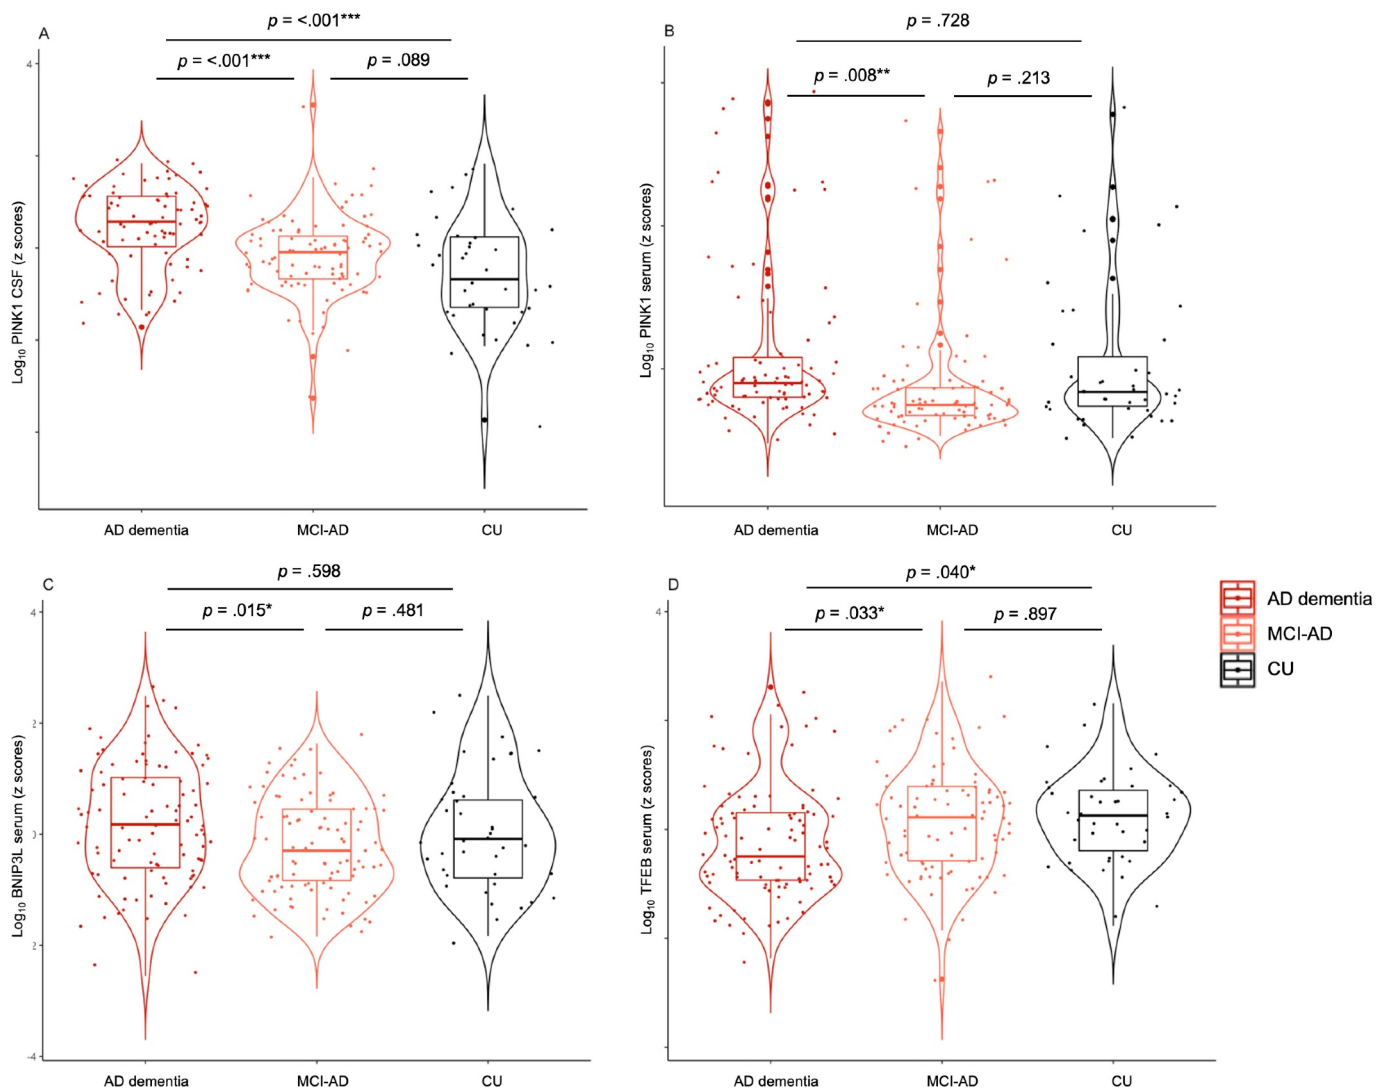 A
p = <.001***
p = <.001***
p = .089
4
Log10 PINK1 CSF (z scores)
AD dementia
MCI-AD
CU
B
p = .728
p = .008**
p = .213
Log10 PINK1 serum (z scores)
AD dementia
MCI-AD
CU
C
p = .598
p = .015*
p = .481
4
2
0
2
-4
Log10 BNIP3L serum (z scores)
AD dementia
MCI-AD
CU
D
p = .040*
p = .033*
p = .897
4
Log10 TFEB serum (z scores)
AD dementia
MCI-AD
CU
AD dementia
MCI-AD
CU